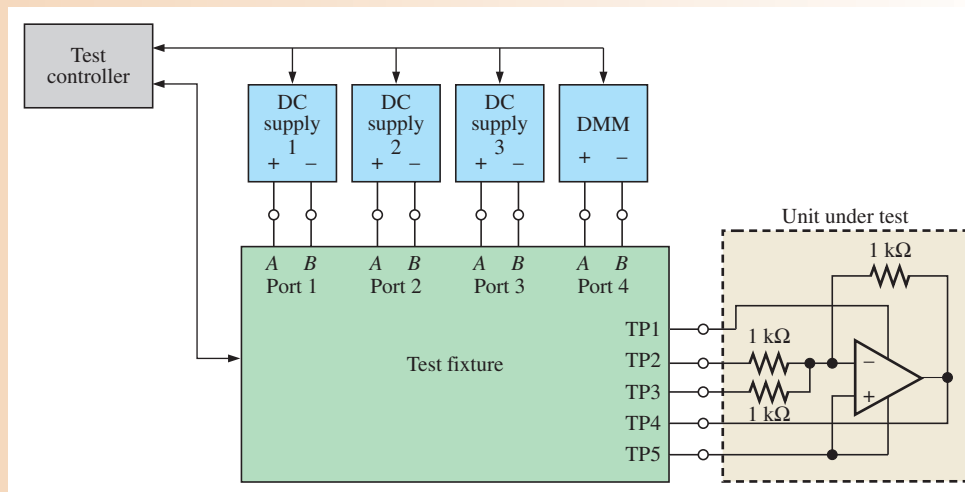 Test
controller
DC
supply
1
+ −
DC
supply
2
+ −
DC
supply
3
+ −
DMM
+ −
Unit under test
A B
Port 1
A B
Port 2
A B
Port 3
A B
Port 4
1 kΩ
TP1
1 kΩ
TP2
Test fixture
−
TP3
+
1 kΩ
TP4
TP5